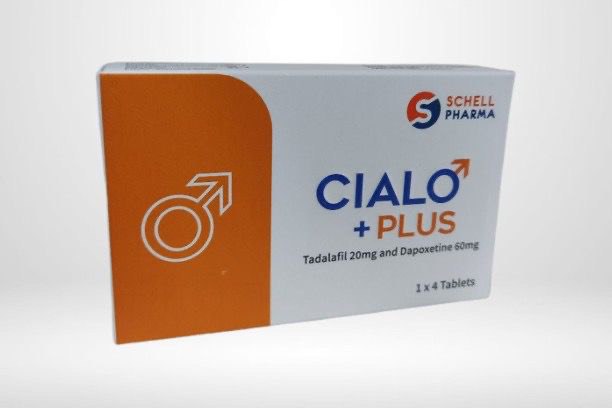 SCHELL
PHARMA
CIALO
+ PLUS
Tadalafil 20mg and Dapoxetine 60mg
1 x 4 Tablets